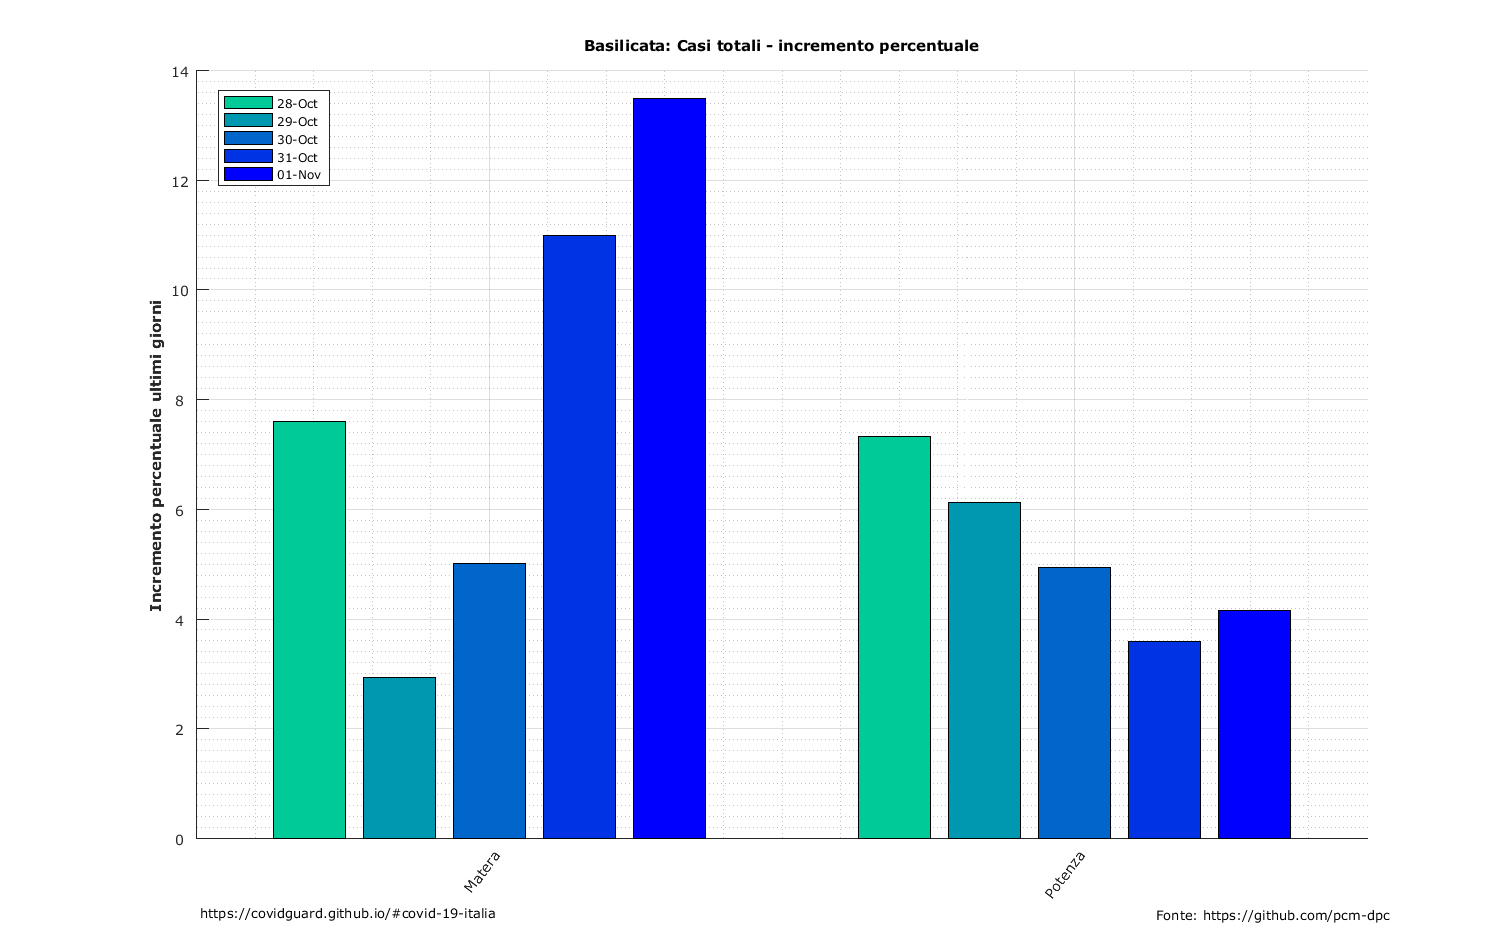 Basilicata: Casi totali - incremento percentuale
14
12
10
8
6
4
2
0
Incremento percentuale ultimi giorni
28-Oct
29-Oct
30-Oct
31-Oct
01-Nov
Matera
Potenza
https://covidguard.github.io/#covid-19-italia
Fonte: https://github.com/pcm-dpc